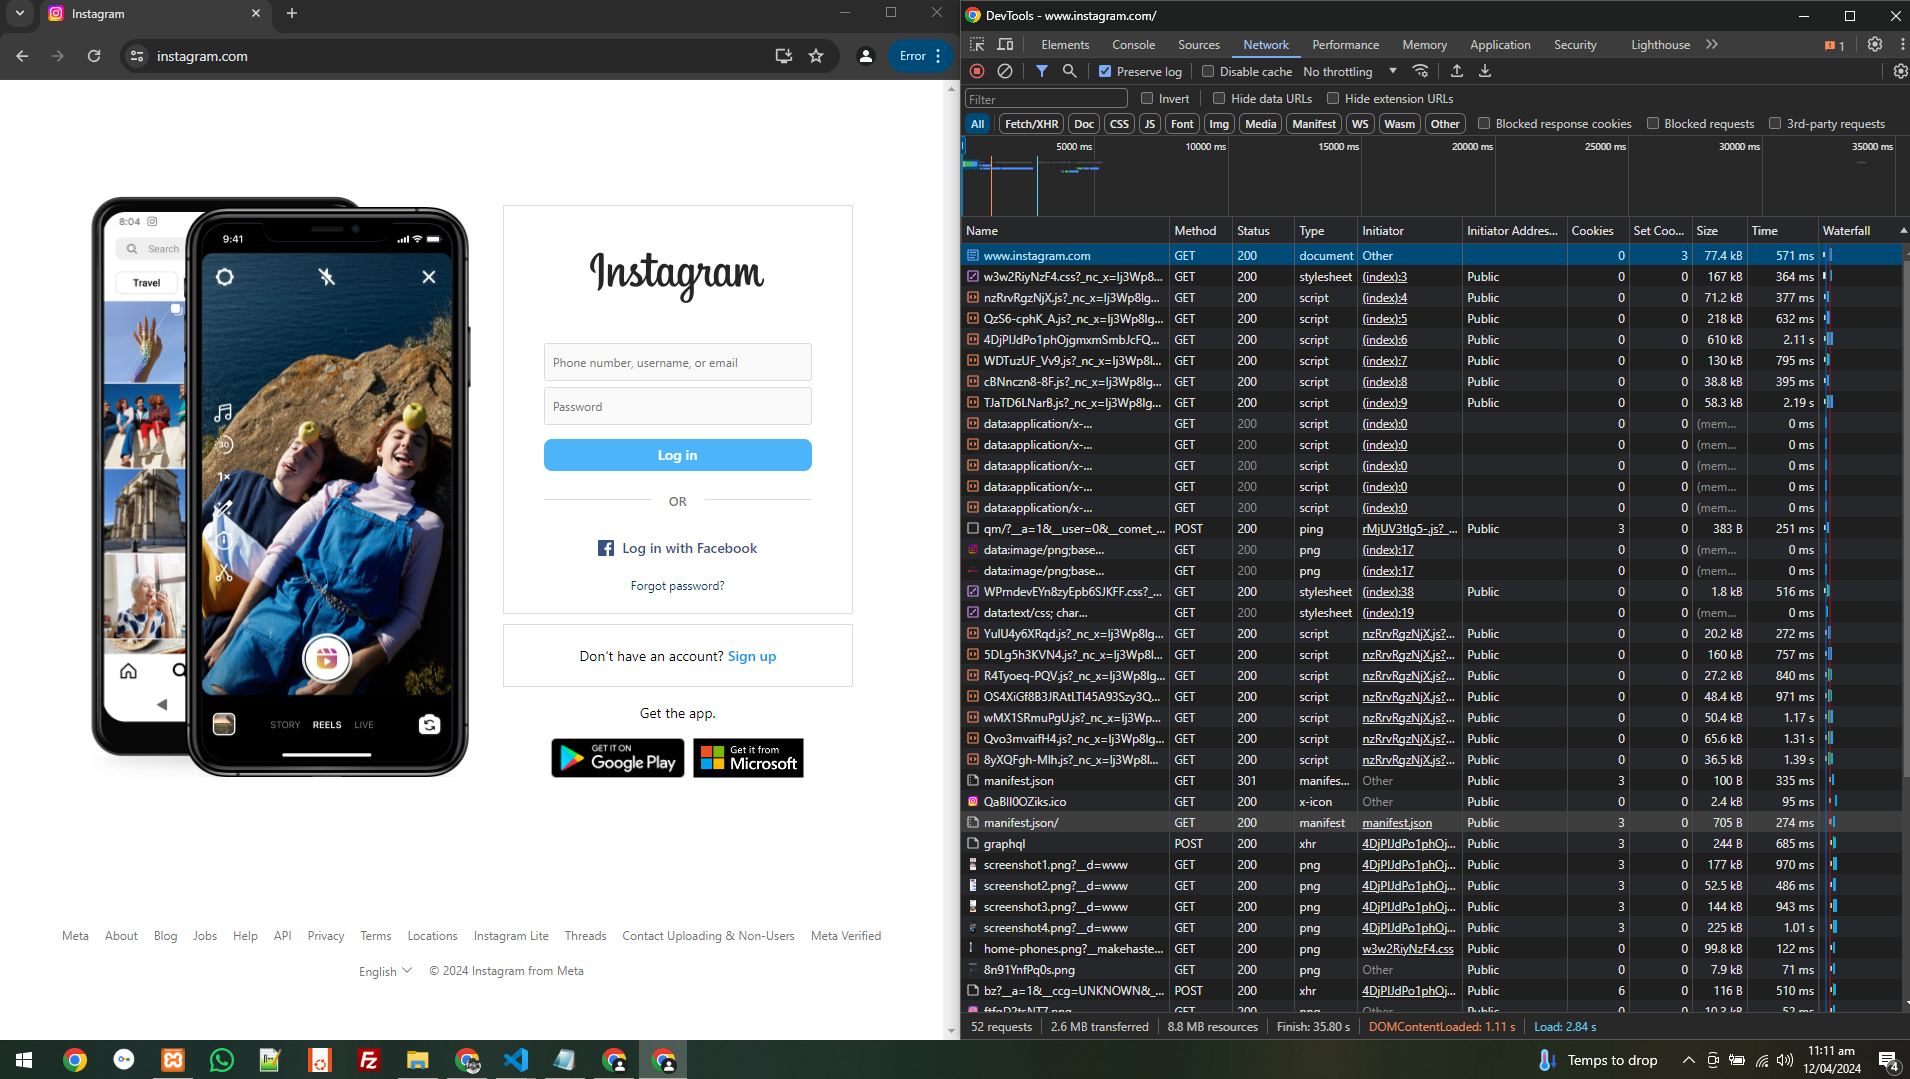 Instagram
instagram.com
Error
8:04
Search
Travel
9:41
30
1×
STORY REELS LIVE
Instagram
Phone number, username, or email
Password
Log in
OR
Log in with Facebook
Forgot password?
Don't have an account? Sign up
Get the app.
GET IT ON
Google Play
Get it from
Microsoft
Meta About Blog Jobs Help API Privacy Terms Locations Instagram Lite Threads Contact Uploading & Non-Users Meta Verified
English © 2024 Instagram from Meta
DevTools - www.instagram.com/
Elements Console Sources Network Performance Memory Application Security Lighthouse 1
Preserve log Disable cache No throttling
Filter Invert Hide data URLs Hide extension URLs
All Fetch/XHR Doc CSS JS Font Img Media Manifest WS Wasm Other Blocked response cookies Blocked requests 3rd-party requests
5000 ms 10000 ms 15000 ms 20000 ms 25000 ms 30000 ms 35000 ms
Name Method Status Type Initiator Initiator Addres... Cookies Set Coo... Size Time Waterfall
www.instagram.com GET 200 document Other 0 3 77.4 kB 571 ms
w3w2RiyNzF4.css?_nc_x=Ij3Wp8lg... GET 200 stylesheet (index):3 Public 0 0 167 kB 364 ms
nzRrvRgzNjX.js?_nc_x=Ij3Wp8lg... GET 200 script (index):4 Public 0 0 71.2 kB 377 ms
QzS6-cphK_A.js?_nc_x=Ij3Wp8lg... GET 200 script (index):5 Public 0 0 218 kB 632 ms
4DjPIJdPo1phOjgmxmSmbJcFQ... GET 200 script (index):6 Public 0 0 610 kB 2.11 s
WDTuzUF_Vv9.js?_nc_x=Ij3Wp8l... GET 200 script (index):7 Public 0 0 130 kB 795 ms
cBNnczn8-8F.js?_nc_x=Ij3Wp8lg... GET 200 script (index):8 Public 0 0 38.8 kB 395 ms
TJaTD6LNarB.js?_nc_x=Ij3Wp8lg... GET 200 script (index):9 Public 0 0 58.3 kB 2.19 s
data:application/x-... GET 200 script (index):0 0 0 (mem... 0 ms
data:application/x-... GET 200 script (index):0 0 0 (mem... 0 ms
data:application/x-... GET 200 script (index):0 0 0 (mem... 0 ms
data:application/x-... GET 200 script (index):0 0 0 (mem... 0 ms
data:application/x-... GET 200 script (index):0 0 0 (mem... 0 ms
qm/?__a=1&__user=0&__comet_... POST 200 ping rMjUV3tIg5-.js?_... Public 3 0 383 B 251 ms
data:image/png;base... GET 200 png (index):17 0 0 (mem... 0 ms
data:image/png;base... GET 200 png (index):17 0 0 (mem... 0 ms
WPrndevEYn8zyEpb6SJKFF.css?_... GET 200 stylesheet (index):38 Public 0 0 1.8 kB 516 ms
data:text/css; char... GET 200 stylesheet (index):19 0 0 (mem... 0 ms
YulU4y6XRqd.js?_nc_x=Ij3Wp8lg... GET 200 script nzRrvRgzNjX.js?... Public 0 0 20.2 kB 272 ms
5DLg5h3KVN4.js?_nc_x=Ij3Wp8l... GET 200 script nzRrvRgzNjX.js?... Public 0 0 160 kB 757 ms
R4Tyoeq-PQV.js?_nc_x=Ij3Wp8lg... GET 200 script nzRrvRgzNjX.js?... Public 0 0 27.2 kB 840 ms
OS4XiGf8B3JRAtLTl45A93Szy3Q... GET 200 script nzRrvRgzNjX.js?... Public 0 0 48.4 kB 971 ms
wMX1SRmuPgU.js?_nc_x=Ij3Wp... GET 200 script nzRrvRgzNjX.js?... Public 0 0 50.4 kB 1.17 s
Qvo3mvaifH4.js?_nc_x=Ij3Wp8lg... GET 200 script nzRrvRgzNjX.js?... Public 0 0 65.6 kB 1.31 s
8yXQFgh-Mlh.js?_nc_x=Ij3Wp8lg... GET 200 script nzRrvRgzNjX.js?... Public 0 0 36.5 kB 1.39 s
manifest.json GET 301 manifes... Other Public 3 0 100 B 335 ms
QaBlI0OZiks.ico GET 200 x-icon Other Public 0 0 2.4 kB 95 ms
manifest.json/ GET 200 manifest manifest.json Public 3 0 705 B 274 ms
graphql POST 200 xhr 4DjPIJdPo1phOj... Public 3 0 244 B 685 ms
screenshot1.png?__d=www GET 200 png 4DjPIJdPo1phOj... Public 3 0 177 kB 970 ms
screenshot2.png?__d=www GET 200 png 4DjPIJdPo1phOj... Public 3 0 52.5 kB 486 ms
screenshot3.png?__d=www GET 200 png 4DjPIJdPo1phOj... Public 3 0 144 kB 943 ms
screenshot4.png?__d=www GET 200 png 4DjPIJdPo1phOj... Public 3 0 225 kB 1.01 s
home-phones.png?__makehaste... GET 200 png w3w2RiyNzF4.css Public 0 0 99.8 kB 122 ms
8n91YnfPq0s.png GET 200 png Other Public 0 0 7.9 kB 71 ms
bz?__a=1&__ccg=UNKNOWN&_... POST 200 xhr 4DjPIJdPo1phOj... Public 6 0 116 B 510 ms
52 requests 2.6 MB transferred 8.8 MB resources Finish: 35.80 s DOMContentLoaded: 1.11 s Load: 2.84 s
Temps to drop
11:11 am
12/04/2024
4